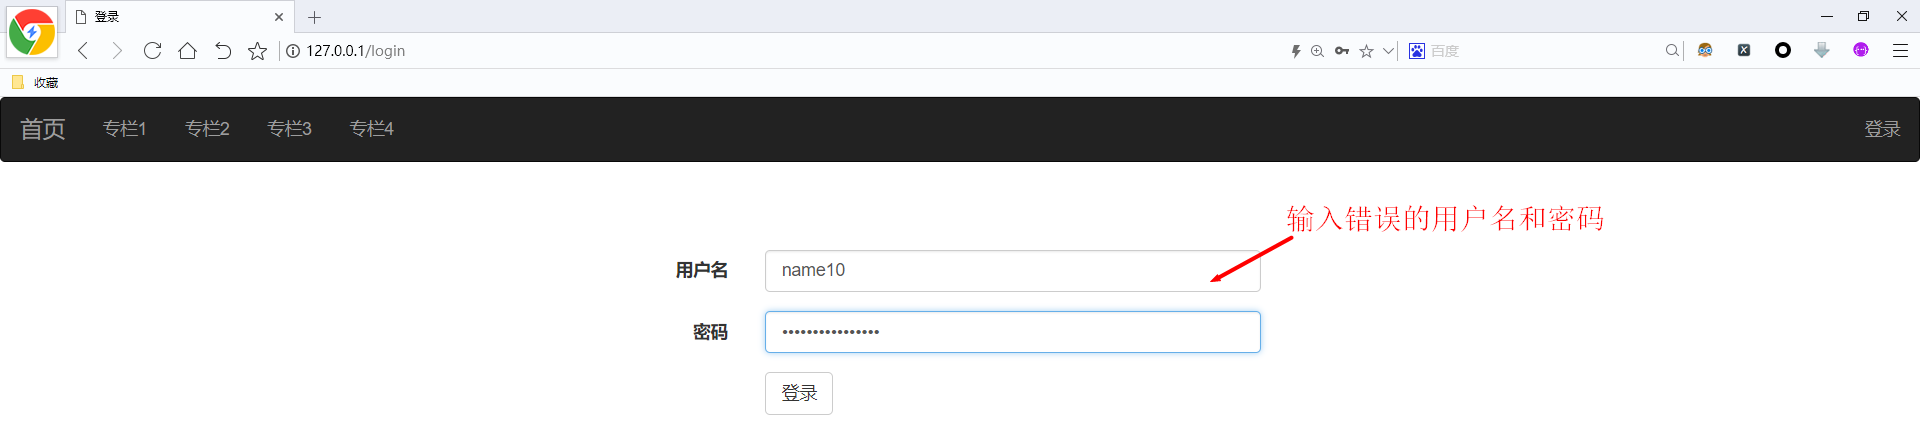 登录
127.0.0.1/login
百度
收藏
首页 专栏1 专栏2 专栏3 专栏4 登录
输入错误的用户名和密码
用户名 name10
密码 ••••••••••••••••
登录